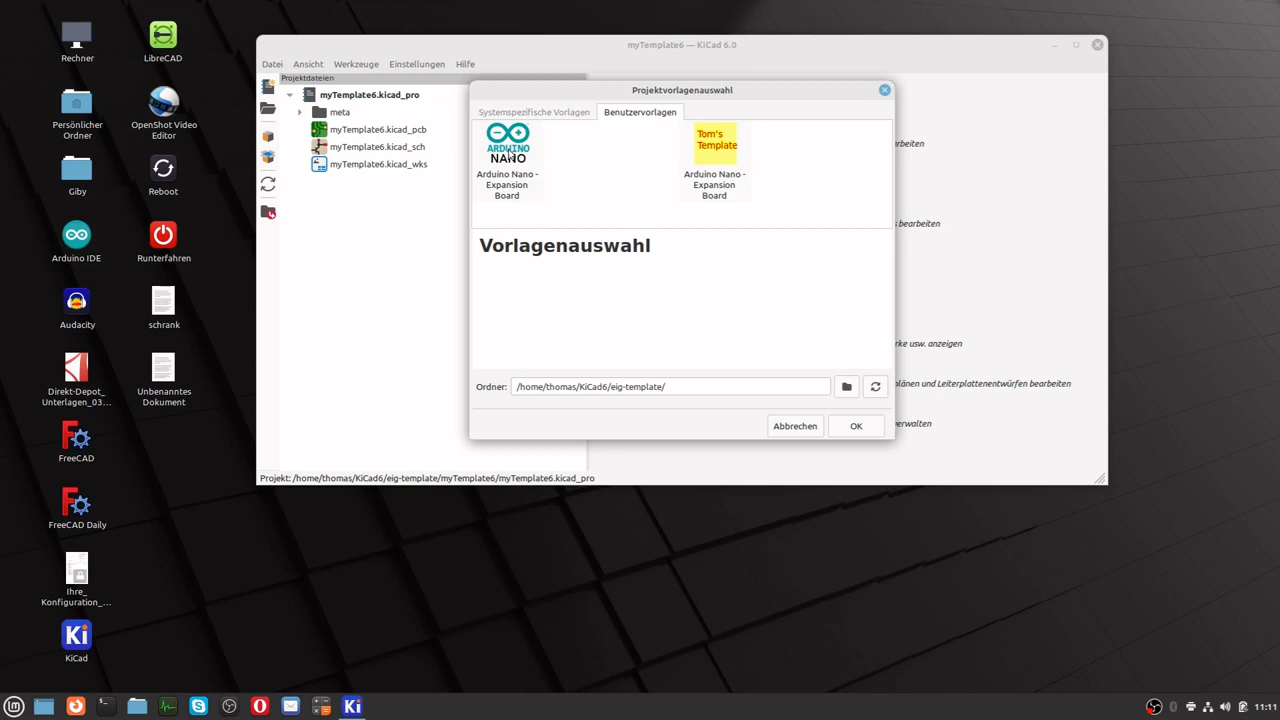 Rechner
LibreCAD
Persönlicher
Ordner
OpenShot Video
Editor
Giby
Reboot
Arduino IDE
Runterfahren
Audacity
schrank
Direkt-Depot_
Unterlagen_03...
Unbenanntes
Dokument
FreeCAD
FreeCAD Daily
Ihre_
Konfiguration_...
Ki
KiCad
myTemplate6 — KiCad 6.0
Datei Ansicht Werkzeuge Einstellungen Hilfe
Projektdateien
myTemplate6.kicad_pro
meta
myTemplate6.kicad_pcb
myTemplate6.kicad_sch
myTemplate6.kicad_wks
Projektvorlagenauswahl
Systemspezifische Vorlagen Benutzervorlagen
ARDUINO
NANO
Arduino Nano -
Expansion
Board
Tom's
Template
Arduino Nano -
Expansion
Board
Vorlagenauswahl
Ordner: /home/thomas/KiCad6/eig-template/
Abbrechen OK
rbeiten
s bearbeiten
rke usw. anzeigen
plänen und Leiterplattenentwürfen bearbeiten
erwalten
Projekt: /home/thomas/KiCad6/eig-template/myTemplate6/myTemplate6.kicad_pro
Ki
11:11